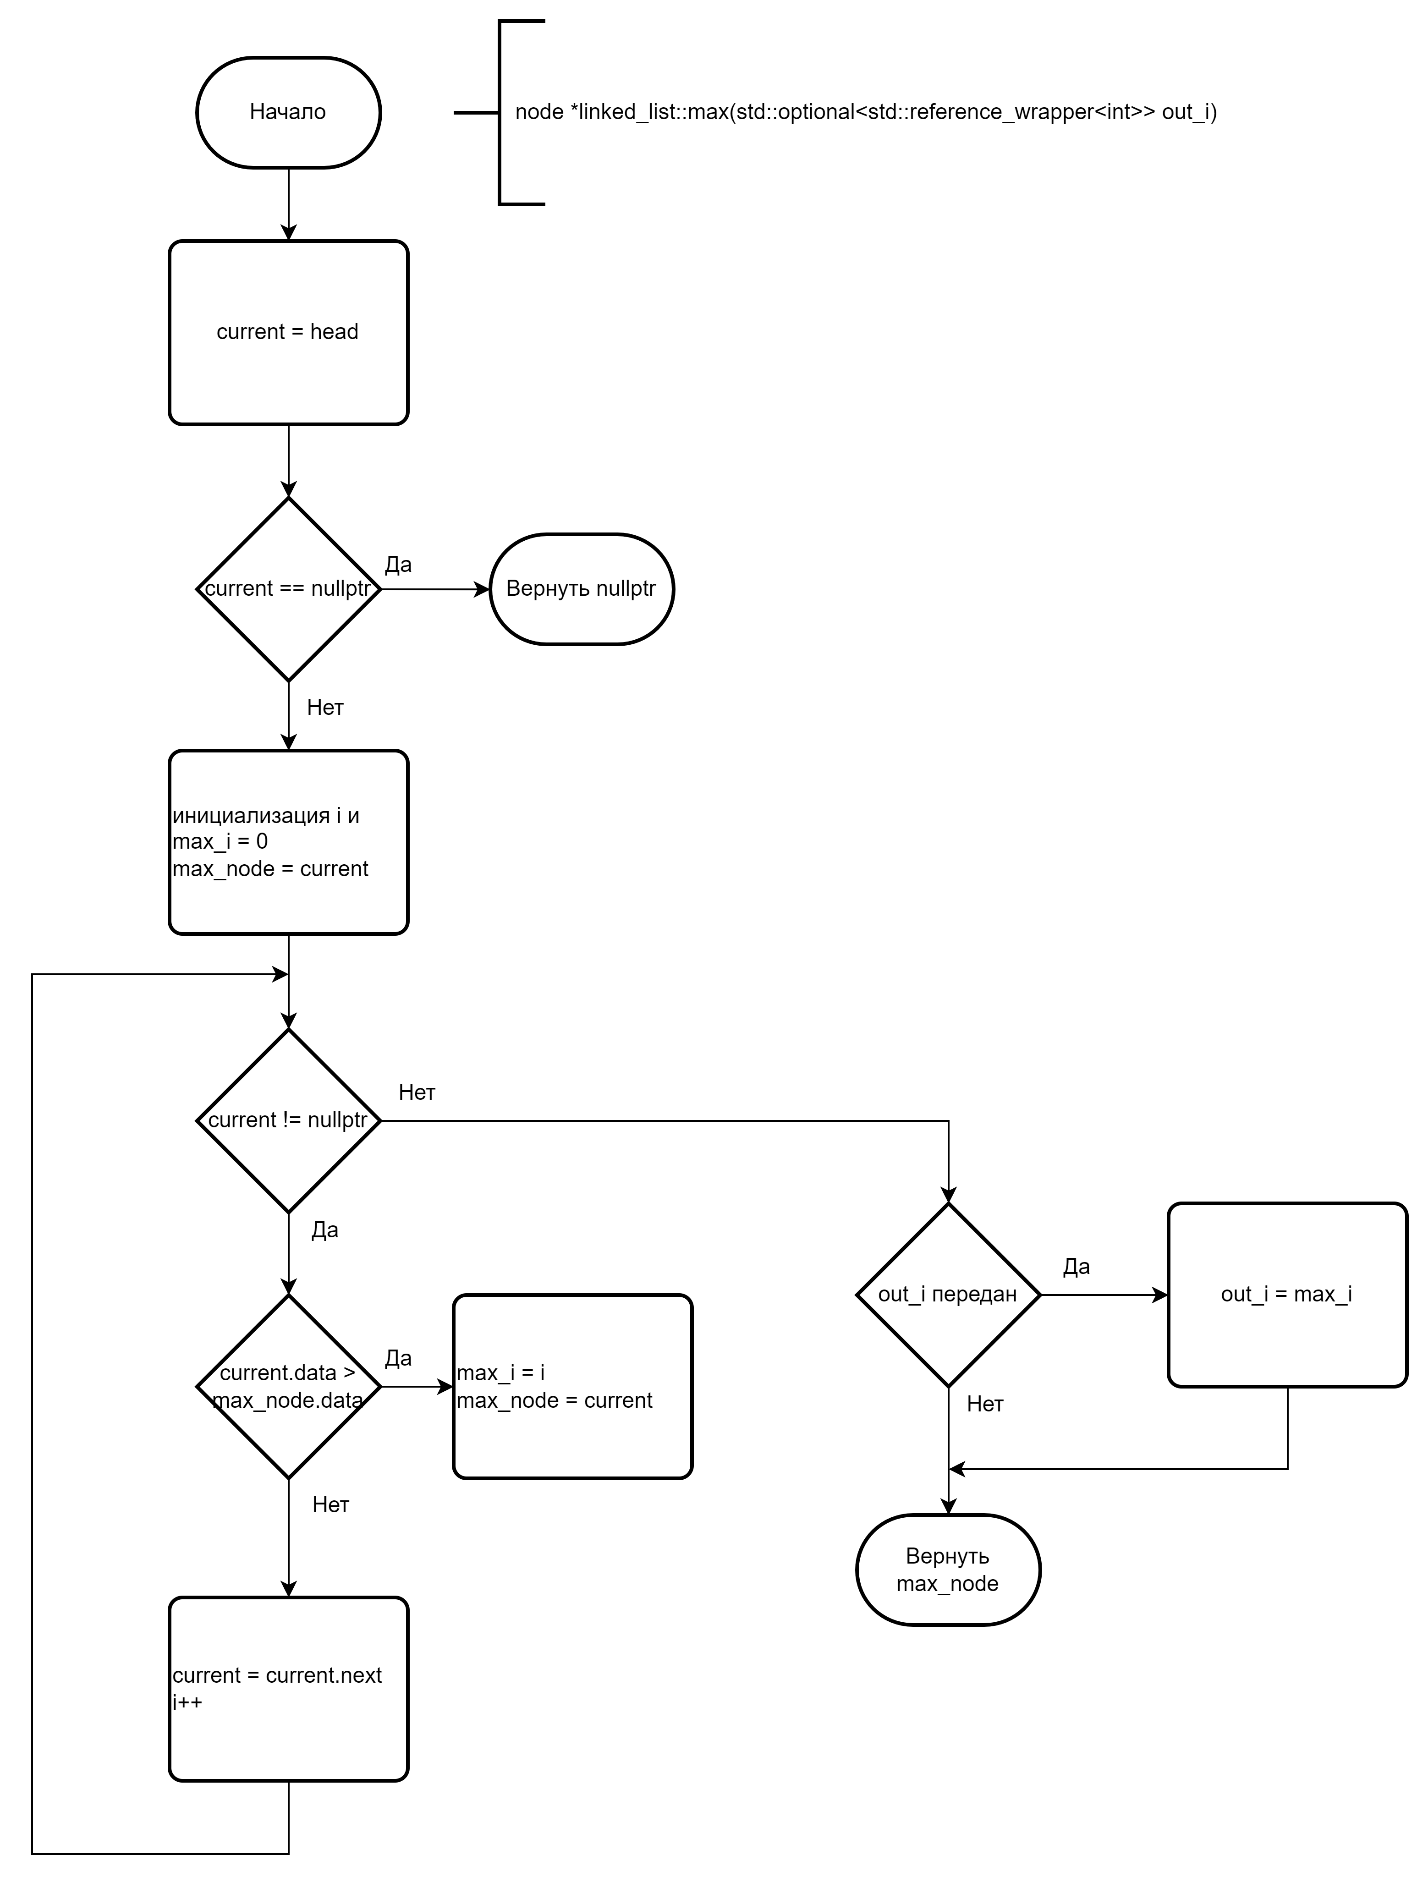 Начало
node *linked_list::max(std::optional<std::reference_wrapper<int>> out_i)
current = head
current == nullptr
Да
Вернуть nullptr
Нет
инициализация i и
max_i = 0
max_node = current
current != nullptr
Нет
Да
out_i передан
Да
out_i = max_i
Нет
current.data >
max_node.data
Да
max_i = i
max_node = current
Нет
Вернуть
max_node
current = current.next
i++